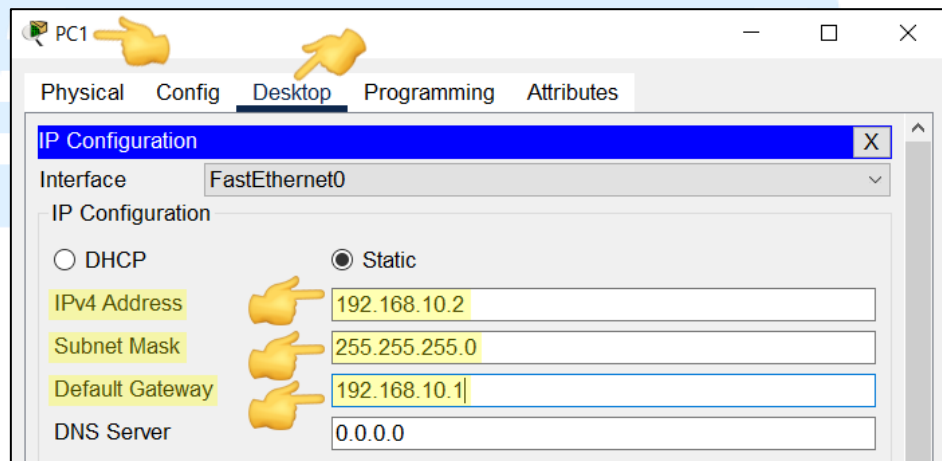 PC1
Physical Config Desktop Programming Attributes
IP Configuration X
Interface FastEthernet0
IP Configuration
DHCP Static
IPv4 Address 192.168.10.2
Subnet Mask 255.255.255.0
Default Gateway 192.168.10.1
DNS Server 0.0.0.0